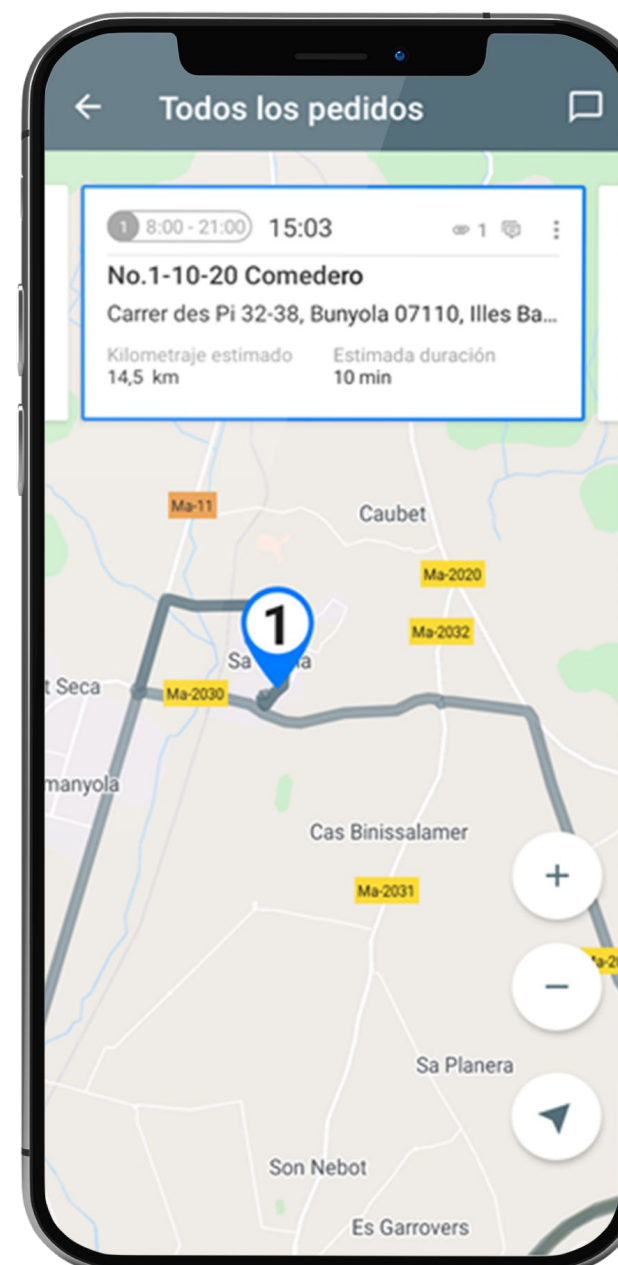 Todos los pedidos
1 8:00 - 21:00 15:03 1
No.1-10-20 Comedero
Carrer des Pi 32-38, Bunyola 07110, Illes Ba...
Kilometraje estimado Estimada duración
14,5 km 10 min
Ma-11
Caubet
Ma-2020
1
Ma-2032
Sa
t Seca
Ma-2030
manyola
Cas Binissalamer
Ma-2031
Sa Planera
Son Nebot
Es Garrovers